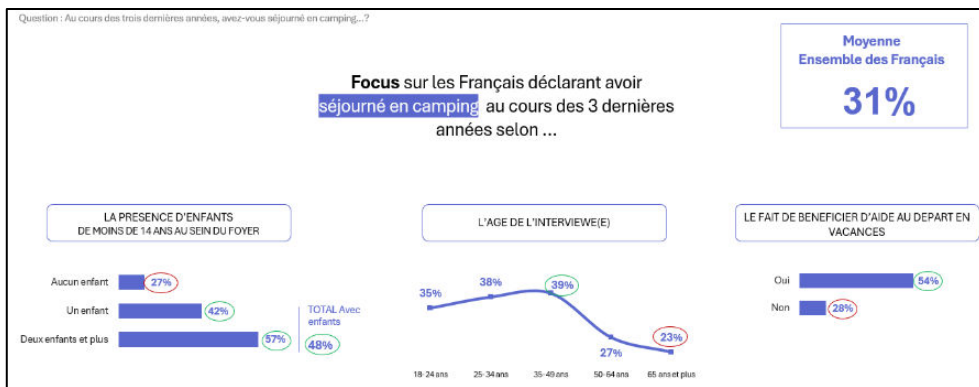 Question : Au cours des trois dernières années, avez-vous séjourné en camping...?
Moyenne
Ensemble des Français
31%
Focus sur les Français déclarant avoir
séjourné en camping au cours des 3 dernières
années selon ...
LA PRESENCE D'ENFANTS
DE MOINS DE 14 ANS AU SEIN DU FOYER
Aucun enfant 27%
Un enfant 42%
Deux enfants et plus 57%
TOTAL Avec
enfants
48%
L'AGE DE L'INTERVIEWE(E)
35% 38% 39% 27% 23%
18-24 ans 25-34 ans 35-49 ans 50-64 ans 65 ans et plus
LE FAIT DE BENEFICIER D'AIDE AU DEPART EN
VACANCES
Oui 54%
Non 28%